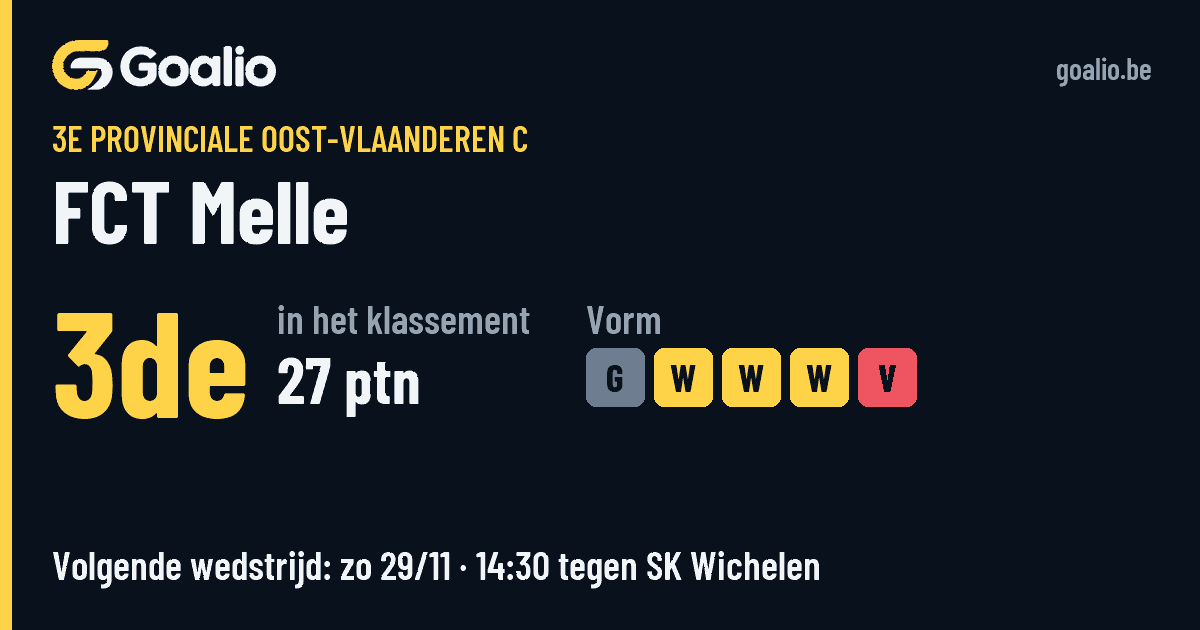 Goalio
goalio.be
3E PROVINCIALE OOST-VLAANDEREN C
FCT Melle
3de
in het klassement
27 ptn
Vorm
G W W W V
Volgende wedstrijd: zo 29/11 · 14:30 tegen SK Wichelen